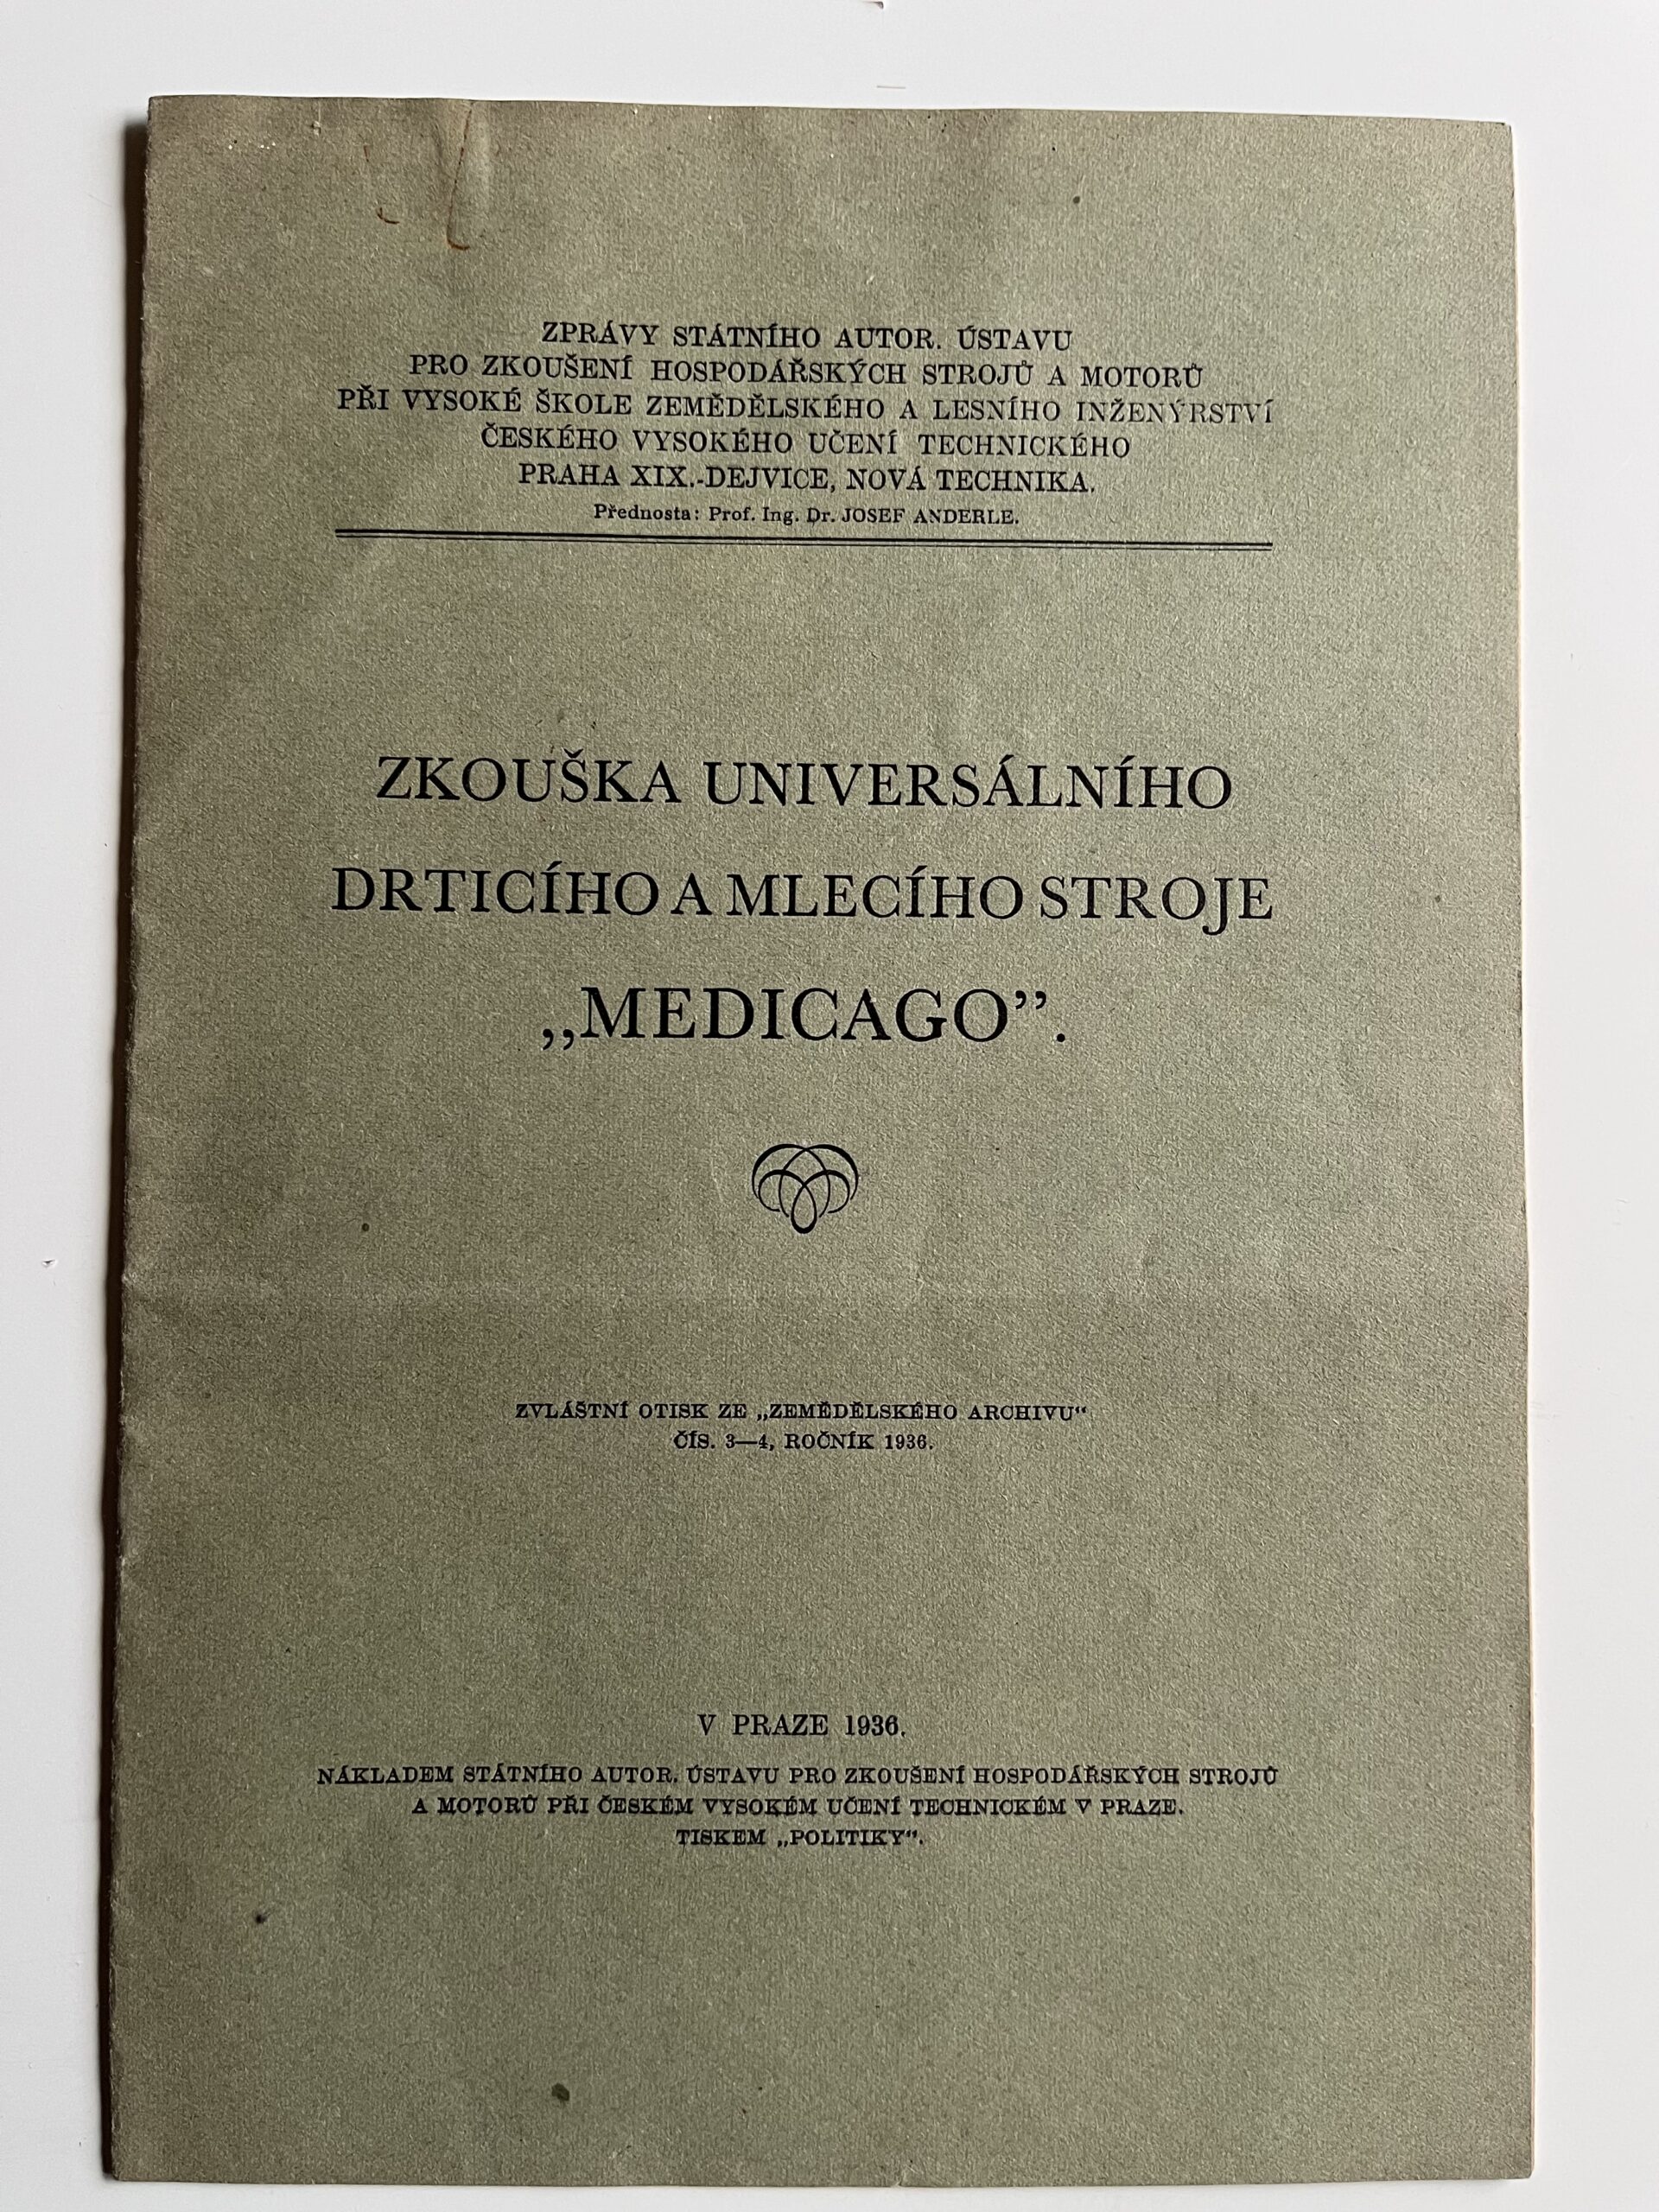 ZPRÁVY STÁTNÍHO AUTOR. ÚSTAVU
PRO ZKOUŠENÍ HOSPODÁŘSKÝCH STROJŮ A MOTORŮ
PŘI VYSOKÉ ŠKOLE ZEMĚDĚLSKÉHO A LESNÍHO INŽENÝRSTVÍ
ČESKÉHO VYSOKÉHO UČENÍ TECHNICKÉHO
PRAHA XIX.-DEJVICE, NOVÁ TECHNIKA.
Přednosta: Prof. Ing. Dr. JOSEF ANDERLE.
ZKOUŠKA UNIVERSÁLNÍHO
DRTICÍHO A MLECÍHO STROJE
,,MEDICAGO”.
ZVLÁŠTNÍ OTISK ZE „ZEMĚDĚLSKÉHO ARCHIVU“
ČÍS. 3—4, ROČNÍK 1936.
V PRAZE 1936.
NÁKLADEM STÁTNÍHO AUTOR. ÚSTAVU PRO ZKOUŠENÍ HOSPODÁŘSKÝCH STROJŮ
A MOTORŮ PŘI ČESKÉM VYSOKÉM UČENÍ TECHNICKÉM V PRAZE.
TISKEM „POLITIKY“.